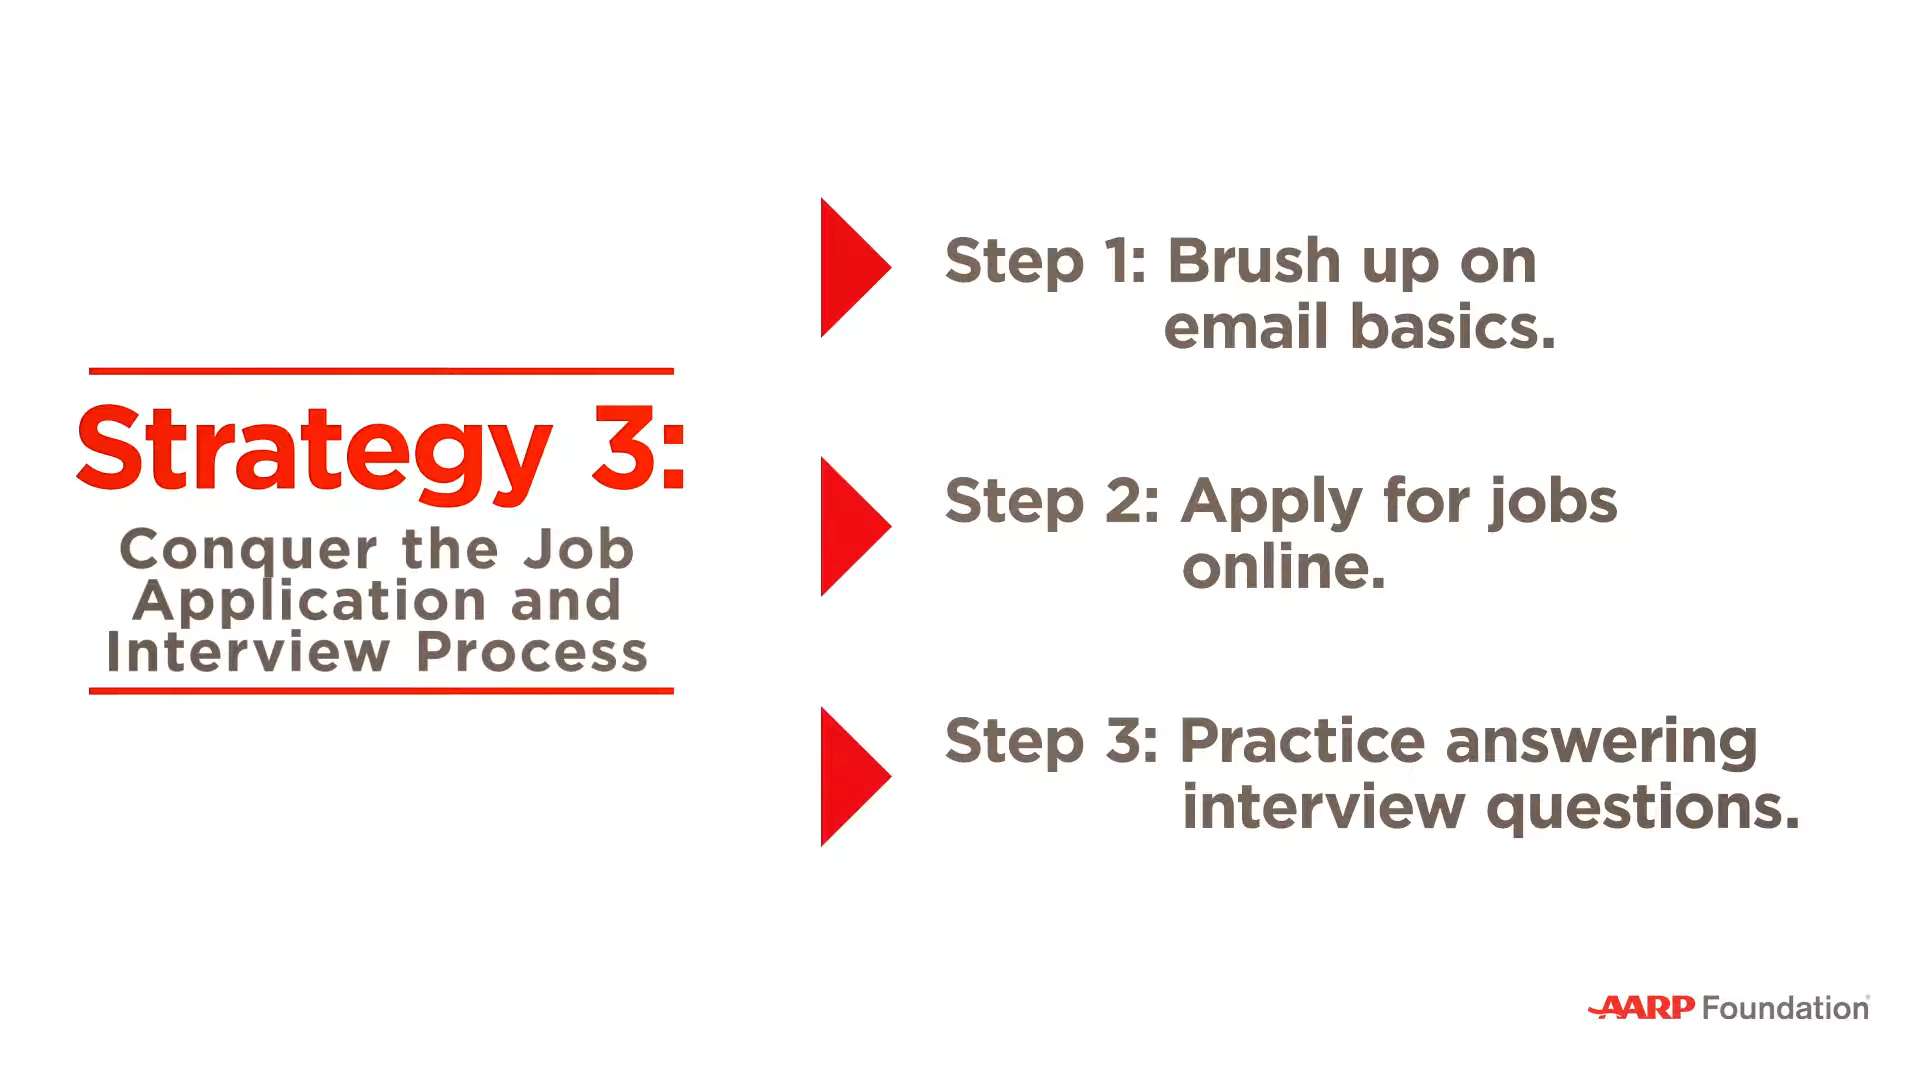 Strategy 3:
Conquer the Job
Application and
Interview Process
Step 1: Brush up on
email basics.
Step 2: Apply for jobs
online.
Step 3: Practice answering
interview questions.
AARP Foundation®